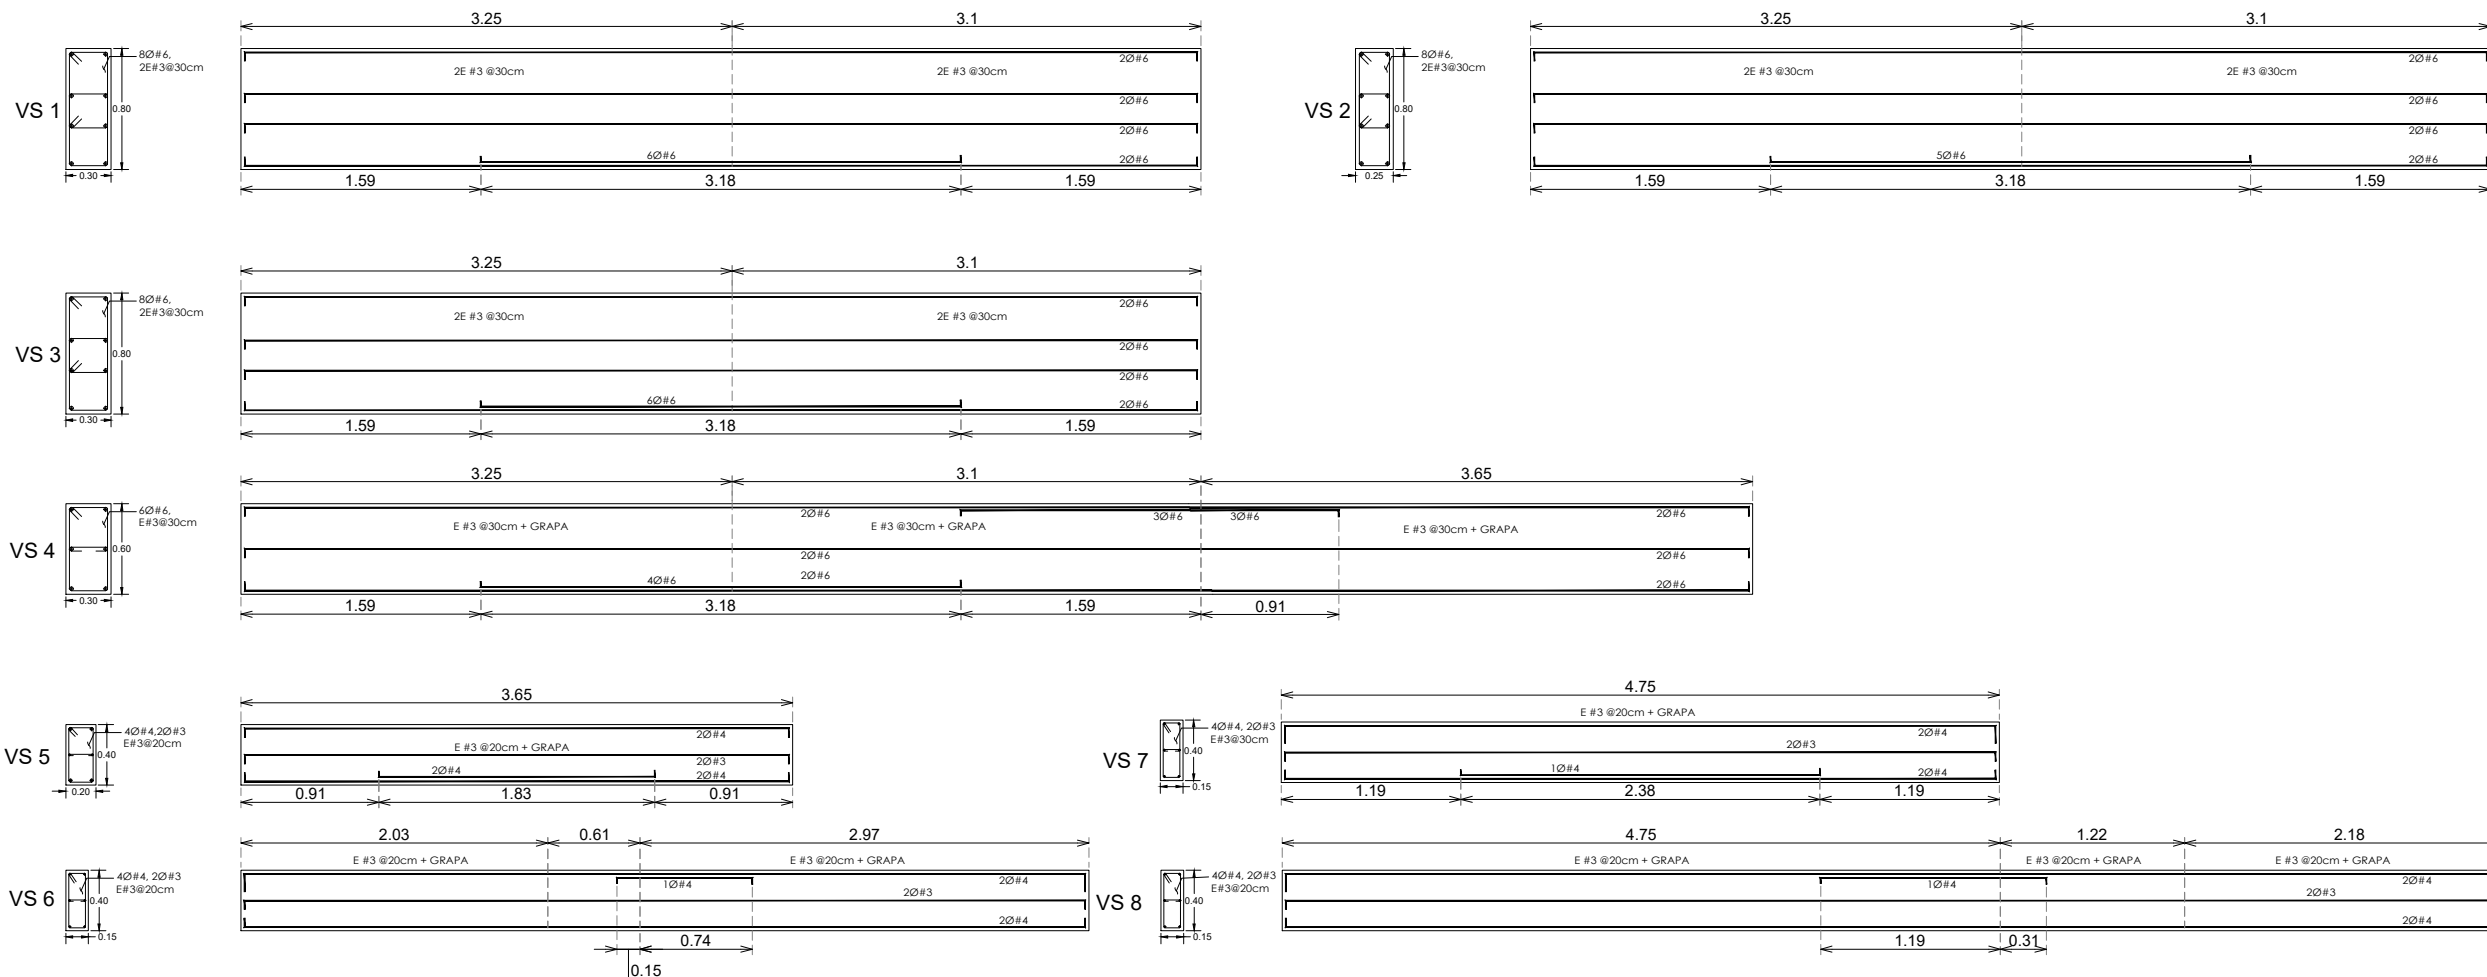 3.25 3.1
8Ø#6,
2E#3@30cm
VS 1
0.80
0.30
2E #3 @30cm 2E #3 @30cm
2Ø#6
2Ø#6
2Ø#6
6Ø#6 2Ø#6
1.59 3.18 1.59
3.25 3.1
8Ø#6,
2E#3@30cm
VS 2
0.80
0.25
2E #3 @30cm 2E #3 @30cm
2Ø#6
2Ø#6
2Ø#6
5Ø#6 2Ø#6
1.59 3.18 1.59
3.25 3.1
8Ø#6,
2E#3@30cm
VS 3
0.80
0.30
2E #3 @30cm 2E #3 @30cm
2Ø#6
2Ø#6
2Ø#6
6Ø#6 2Ø#6
1.59 3.18 1.59
3.25 3.1 3.65
6Ø#6,
E#3@30cm
VS 4
0.60
0.30
2Ø#6 3Ø#6 3Ø#6 2Ø#6
E #3 @30cm + GRAPA E #3 @30cm + GRAPA E #3 @30cm + GRAPA
2Ø#6 2Ø#6
4Ø#6 2Ø#6 2Ø#6
1.59 3.18 1.59 0.91
3.65
4Ø#4,2Ø#3
E#3@20cm
VS 5
0.40
0.20
2Ø#4
E #3 @20cm + GRAPA
2Ø#3
2Ø#4 2Ø#4
0.91 1.83 0.91
4.75
E #3 @20cm + GRAPA
4Ø#4, 2Ø#3
E#3@30cm
VS 7
0.40
0.15
2Ø#4
2Ø#3
1Ø#4 2Ø#4
1.19 2.38 1.19
2.03 0.61 2.97
E #3 @20cm + GRAPA E #3 @20cm + GRAPA
4Ø#4, 2Ø#3
E#3@20cm
VS 6
0.40
0.15
1Ø#4 2Ø#4
2Ø#3
2Ø#4
0.74
0.15
4.75 1.22 2.18
E #3 @20cm + GRAPA E #3 @20cm + GRAPA E #3 @20cm + GRAPA
4Ø#4, 2Ø#3
E#3@20cm
VS 8
0.40
0.15
1Ø#4 2Ø#4
2Ø#3
2Ø#4
1.19 0.31